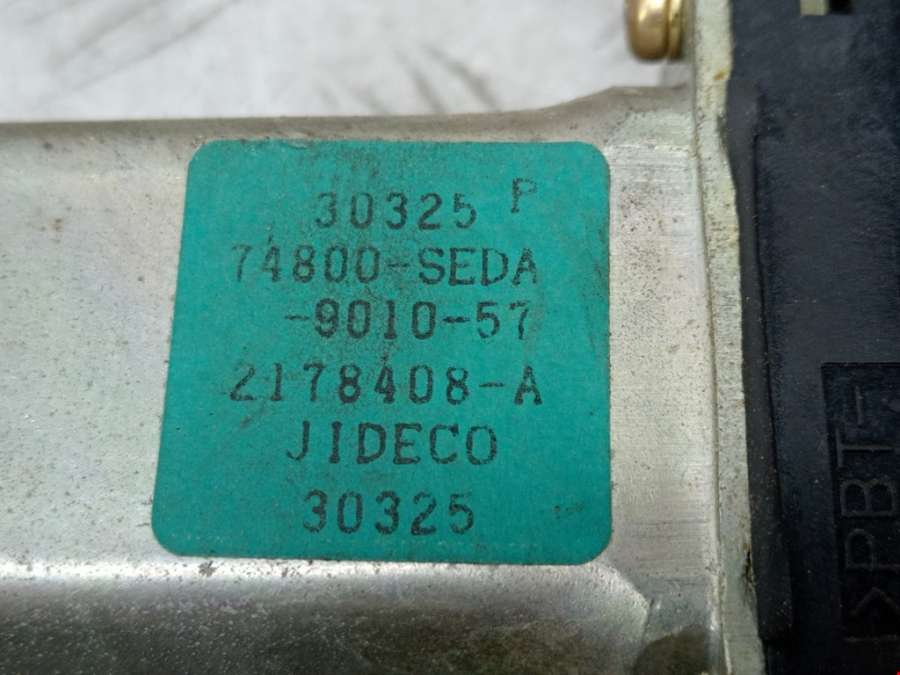 30325 P
74800-SEDA
-9010-57
2178408-A
JIDECO
30325
>PBT-